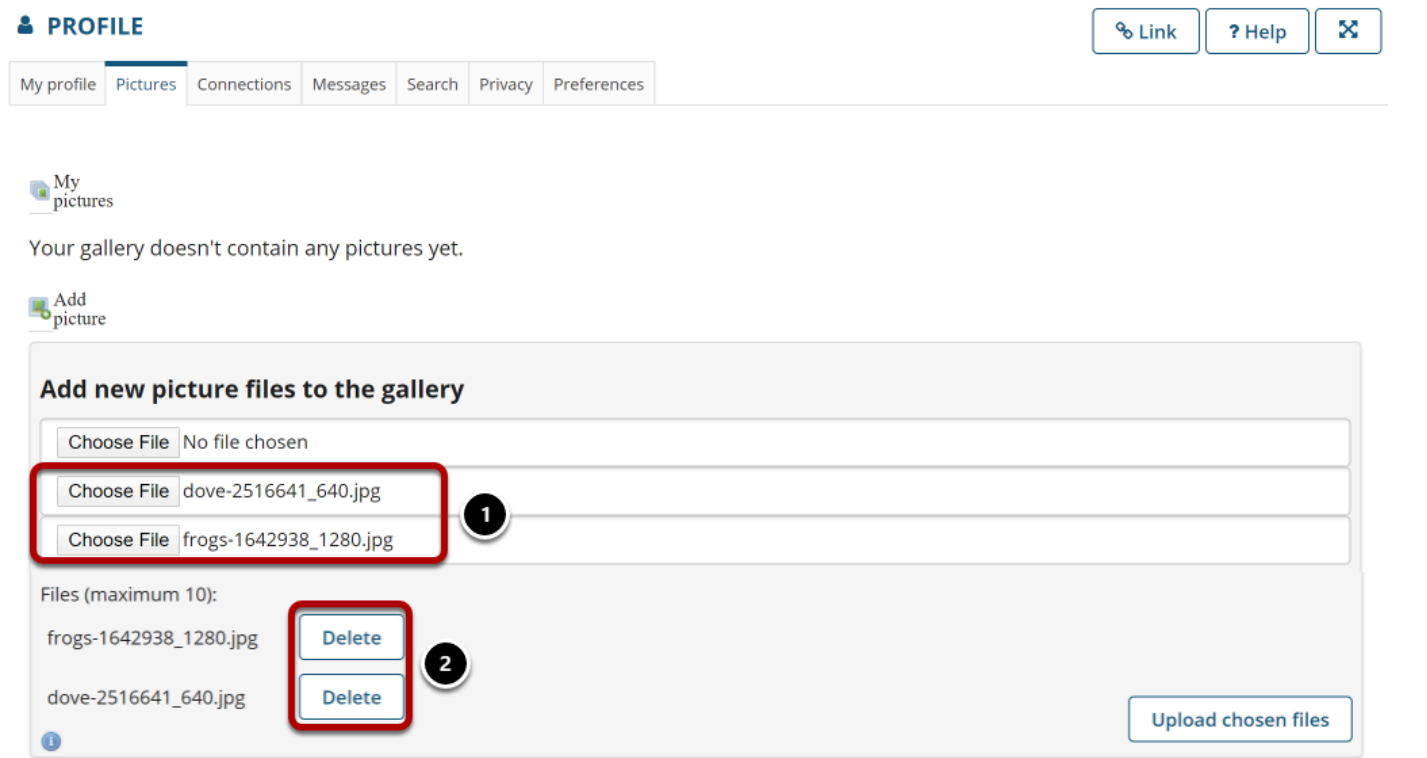 PROFILE
Link
? Help
My profile
Pictures
Connections
Messages
Search
Privacy
Preferences
My
pictures
Your gallery doesn't contain any pictures yet.
Add
picture
Add new picture files to the gallery
Choose File No file chosen
Choose File dove-2516641_640.jpg
1
Choose File frogs-1642938_1280.jpg
Files (maximum 10):
frogs-1642938_1280.jpg Delete
2
dove-2516641_640.jpg Delete
Upload chosen files